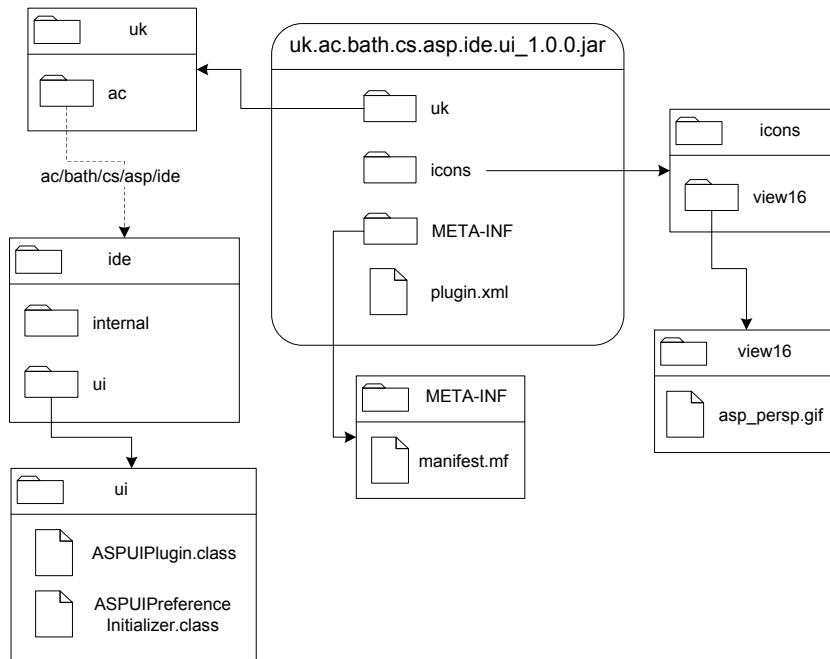 uk
ac
ac/bath/cs/asp/ide
ide
internal
ui
ui
ASPUIPlugin.class
ASPUIPreference
Initializer.class
uk.ac.bath.cs.asp.ide.ui_1.0.0.jar
uk
icons
META-INF
plugin.xml
META-INF
manifest.mf
icons
view16
view16
asp_persp.gif